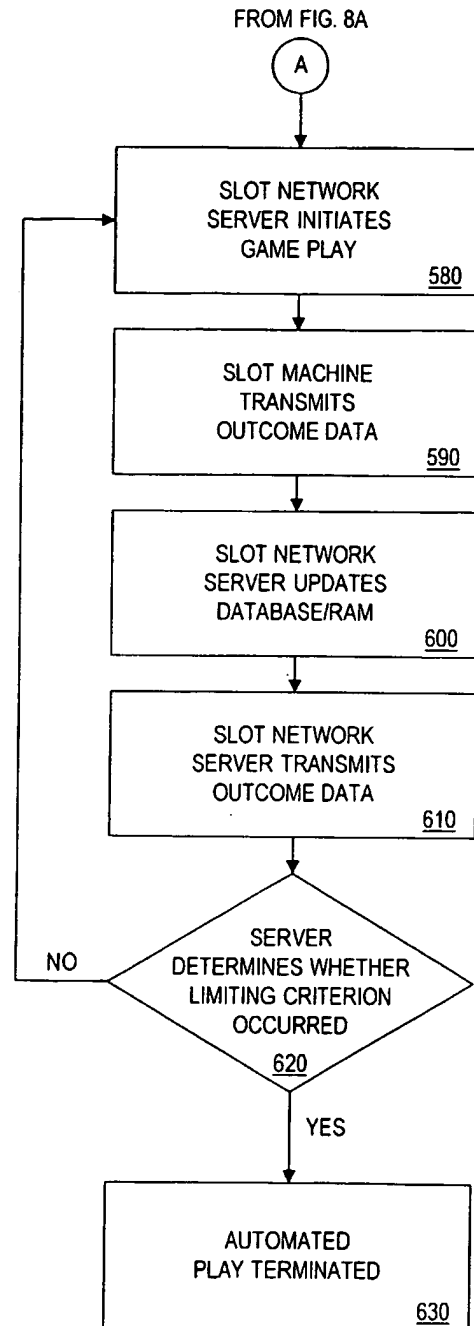 FROM FIG. 8A
A
SLOT NETWORK
SERVER INITIATES
GAME PLAY
580
SLOT MACHINE
TRANSMITS
OUTCOME DATA
590
SLOT NETWORK
SERVER UPDATES
DATABASE/RAM
600
SLOT NETWORK
SERVER TRANSMITS
OUTCOME DATA
610
SERVER
DETERMINES WHETHER
LIMITING CRITERION
OCCURRED
620
NO
YES
AUTOMATED
PLAY TERMINATED
630